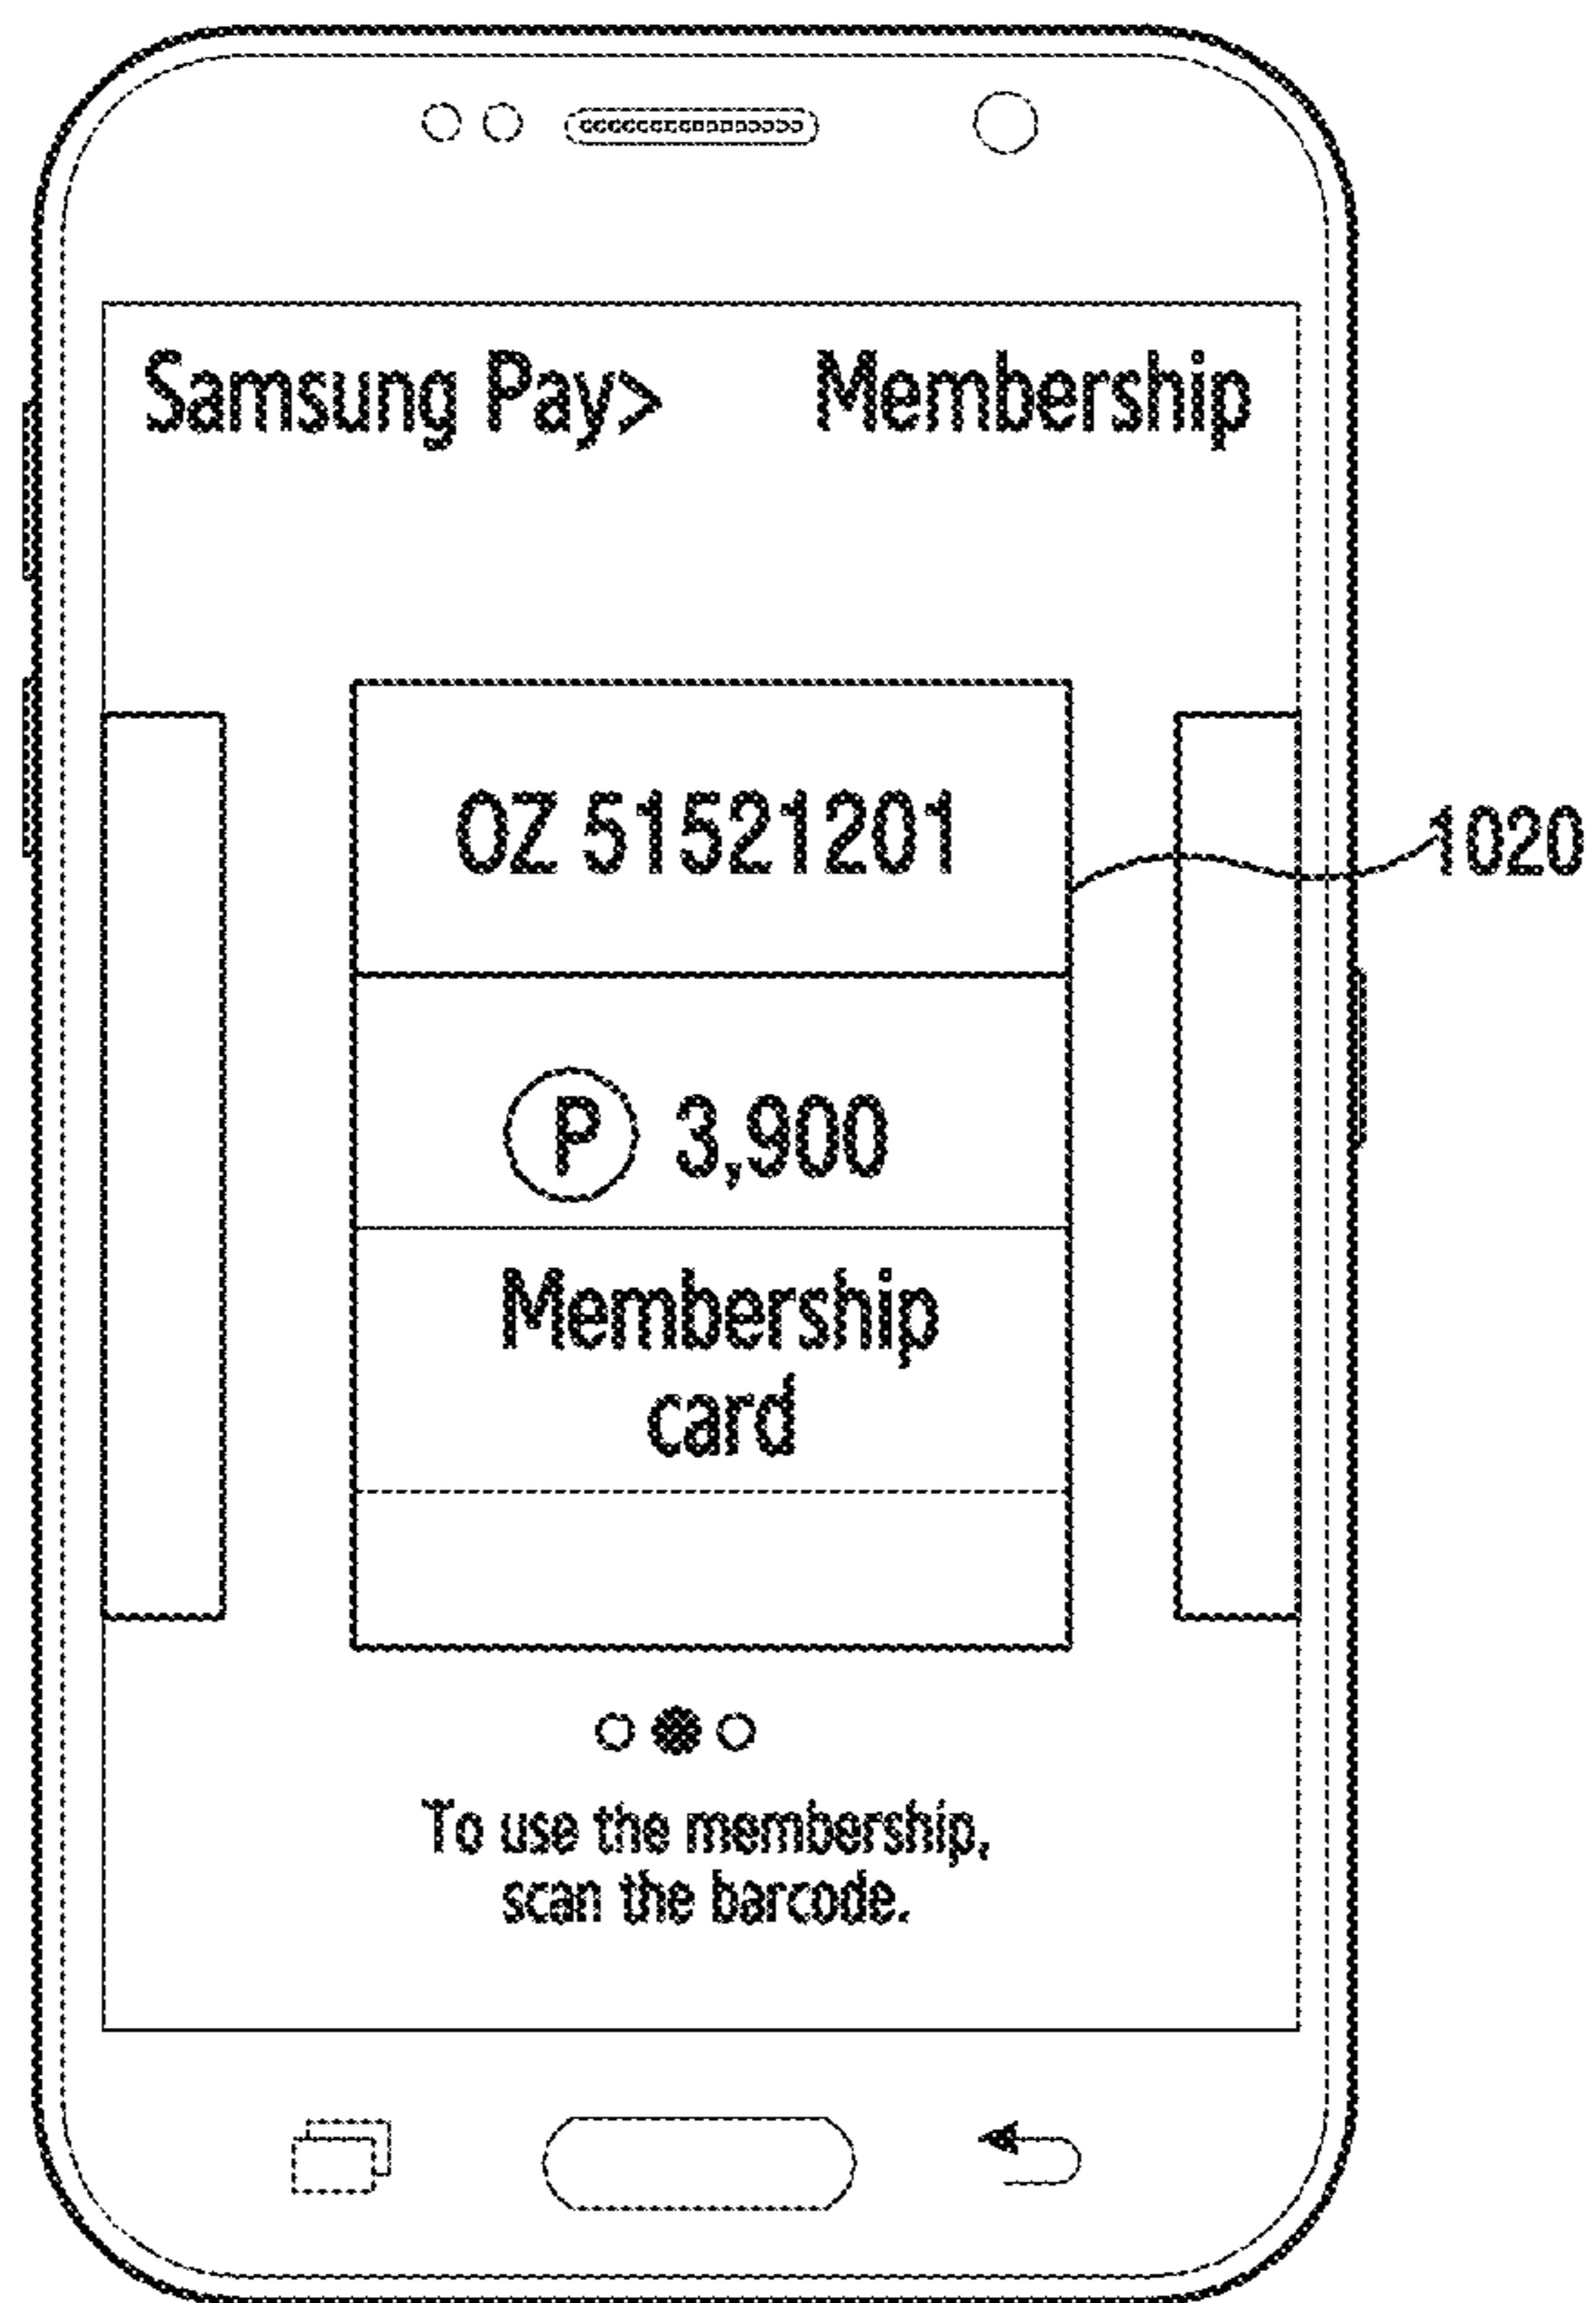 Samsung Pay> Membership
OZ 51521201
1020
P 3,900
Membership
card
To use the membership,
scan the barcode.